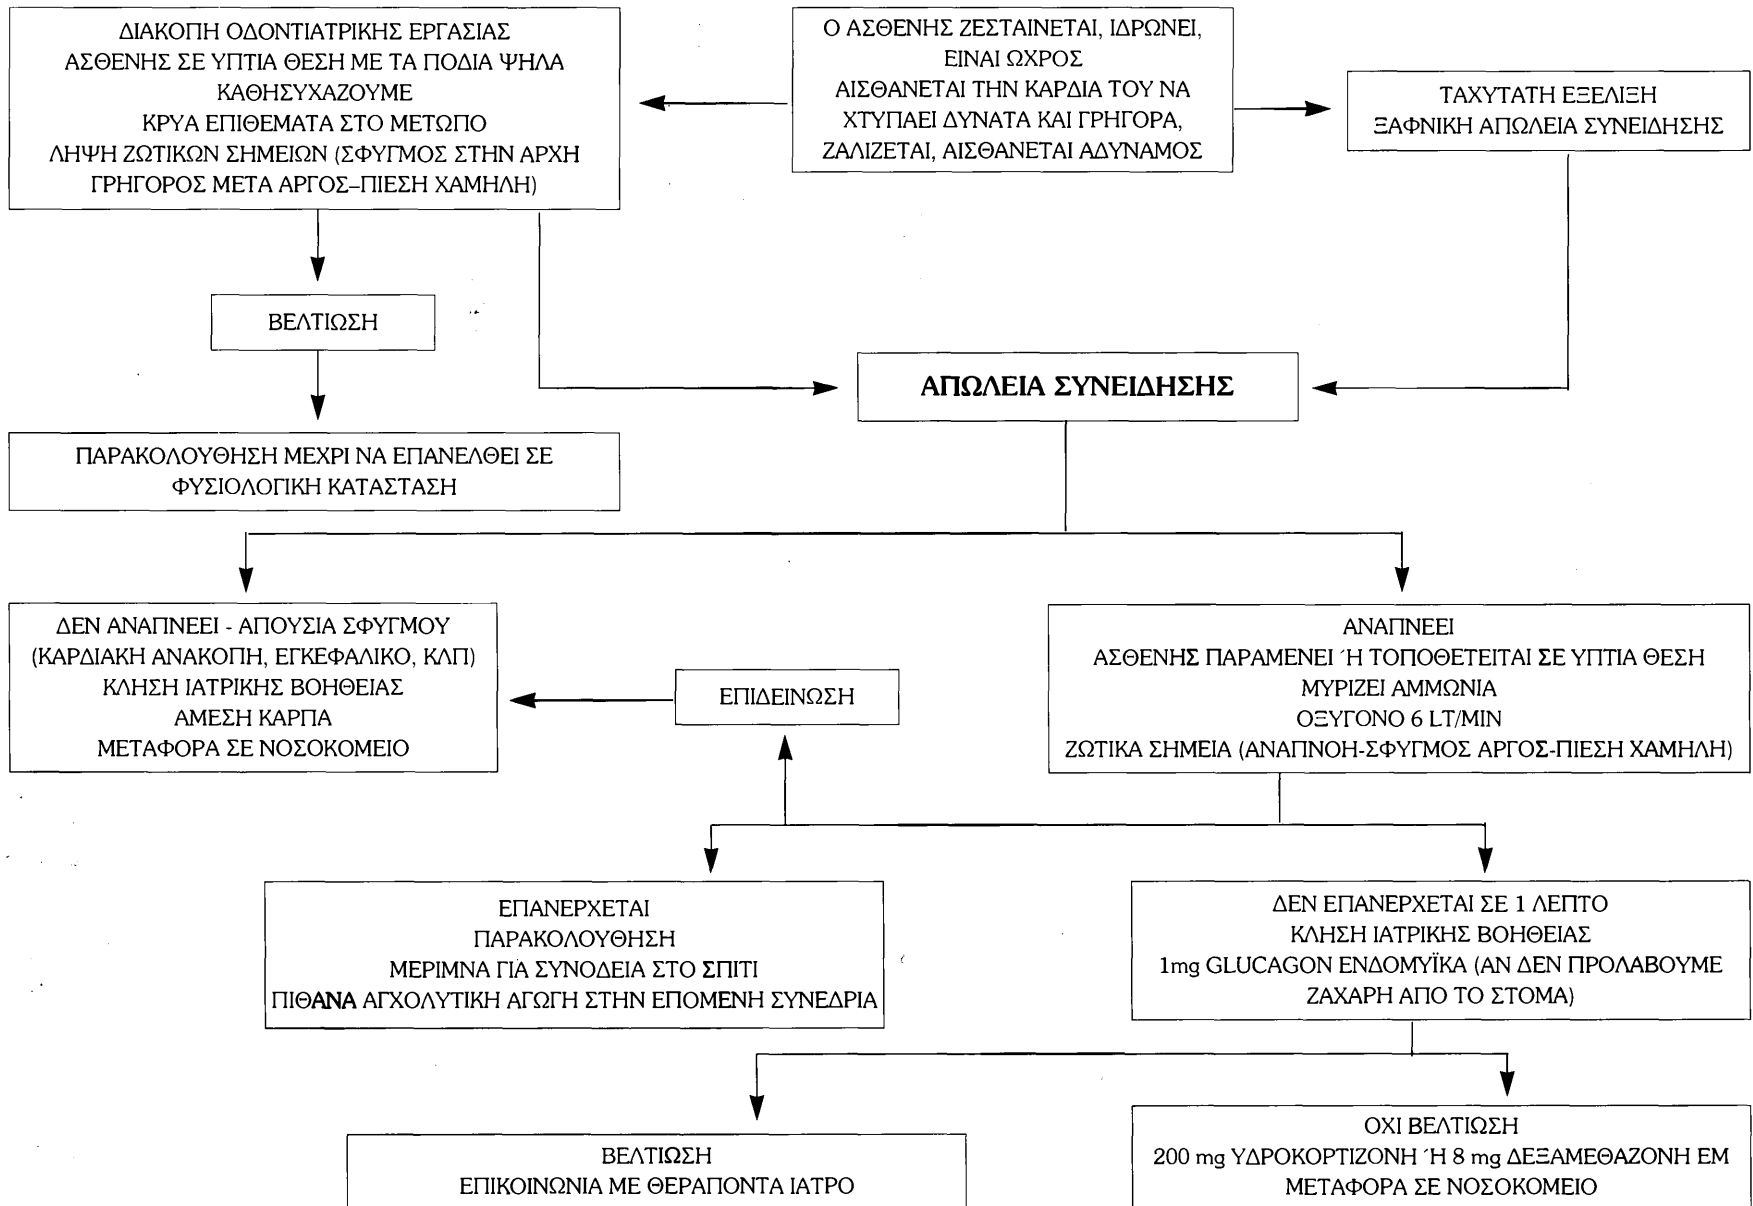 ΔΙΑΚΟΠΗ ΟΔΟΝΤΙΑΤΡΙΚΗΣ ΕΡΓΑΣΙΑΣ
ΑΣΘΕΝΗΣ ΣΕ ΥΠΤΙΑ ΘΕΣΗ ΜΕ ΤΑ ΠΟΔΙΑ ΨΗΛΑ
ΚΑΘΗΣΥΧΑΖΟΥΜΕ
ΚΡΥΑ ΕΠΙΘΕΜΑΤΑ ΣΤΟ ΜΕΤΩΠΟ
ΛΗΨΗ ΖΩΤΙΚΩΝ ΣΗΜΕΙΩΝ (ΣΦΥΓΜΟΣ ΣΤΗΝ ΑΡΧΗ
ΓΡΗΓΟΡΟΣ ΜΕΤΑ ΑΡΓΟΣ–ΠΙΕΣΗ ΧΑΜΗΛΗ)
Ο ΑΣΘΕΝΗΣ ΖΕΣΤΑΙΝΕΤΑΙ, ΙΔΡΩΝΕΙ,
ΕΙΝΑΙ ΩΧΡΟΣ
ΑΙΣΘΑΝΕΤΑΙ ΤΗΝ ΚΑΡΔΙΑ ΤΟΥ ΝΑ
ΧΤΥΠΑΕΙ ΔΥΝΑΤΑ ΚΑΙ ΓΡΗΓΟΡΑ,
ΖΑΛΙΖΕΤΑΙ, ΑΙΣΘΑΝΕΤΑΙ ΑΔΥΝΑΜΟΣ
ΤΑΧΥΤΑΤΗ ΕΞΕΛΙΞΗ
ΞΑΦΝΙΚΗ ΑΠΩΛΕΙΑ ΣΥΝΕΙΔΗΣΗΣ
ΒΕΛΤΙΩΣΗ
ΑΠΩΛΕΙΑ ΣΥΝΕΙΔΗΣΗΣ
ΠΑΡΑΚΟΛΟΥΘΗΣΗ ΜΕΧΡΙ ΝΑ ΕΠΑΝΕΛΘΕΙ ΣΕ
ΦΥΣΙΟΛΟΓΙΚΗ ΚΑΤΑΣΤΑΣΗ
ΔΕΝ ΑΝΑΠΝΕΕΙ - ΑΠΟΥΣΙΑ ΣΦΥΓΜΟΥ
(ΚΑΡΔΙΑΚΗ ΑΝΑΚΟΠΗ, ΕΓΚΕΦΑΛΙΚΟ, ΚΛΠ)
ΚΛΗΣΗ ΙΑΤΡΙΚΗΣ ΒΟΗΘΕΙΑΣ
ΑΜΕΣΗ ΚΑΡΠΑ
ΜΕΤΑΦΟΡΑ ΣΕ ΝΟΣΟΚΟΜΕΙΟ
ΕΠΙΔΕΙΝΩΣΗ
ΑΝΑΠΝΕΕΙ
ΑΣΘΕΝΗΣ ΠΑΡΑΜΕΝΕΙ Ή ΤΟΠΟΘΕΤΕΙΤΑΙ ΣΕ ΥΠΤΙΑ ΘΕΣΗ
ΜΥΡΙΖΕΙ ΑΜΜΩΝΙΑ
ΟΞΥΓΟΝΟ 6 LT/MIN
ΖΩΤΙΚΑ ΣΗΜΕΙΑ (ΑΝΑΠΝΟΗ-ΣΦΥΓΜΟΣ ΑΡΓΟΣ-ΠΙΕΣΗ ΧΑΜΗΛΗ)
ΕΠΑΝΕΡΧΕΤΑΙ
ΠΑΡΑΚΟΛΟΥΘΗΣΗ
ΜΕΡΙΜΝΑ ΓΙΑ ΣΥΝΟΔΕΙΑ ΣΤΟ ΣΠΙΤΙ
ΠΙΘΑΝΑ ΑΓΧΟΛΥΤΙΚΗ ΑΓΩΓΗ ΣΤΗΝ ΕΠΟΜΕΝΗ ΣΥΝΕΔΡΙΑ
ΔΕΝ ΕΠΑΝΕΡΧΕΤΑΙ ΣΕ 1 ΛΕΠΤΟ
ΚΛΗΣΗ ΙΑΤΡΙΚΗΣ ΒΟΗΘΕΙΑΣ
1mg GLUCAGON ΕΝΔΟΜΥΪΚΑ (ΑΝ ΔΕΝ ΠΡΟΛΑΒΟΥΜΕ
ΖΑΧΑΡΗ ΑΠΟ ΤΟ ΣΤΟΜΑ)
ΒΕΛΤΙΩΣΗ
ΕΠΙΚΟΙΝΩΝΙΑ ΜΕ ΘΕΡΑΠΟΝΤΑ ΙΑΤΡΟ
ΟΧΙ ΒΕΛΤΙΩΣΗ
200 mg ΥΔΡΟΚΟΡΤΙΖΟΝΗ Ή 8 mg ΔΕΞΑΜΕΘΑΖΟΝΗ ΕΜ
ΜΕΤΑΦΟΡΑ ΣΕ ΝΟΣΟΚΟΜΕΙΟ